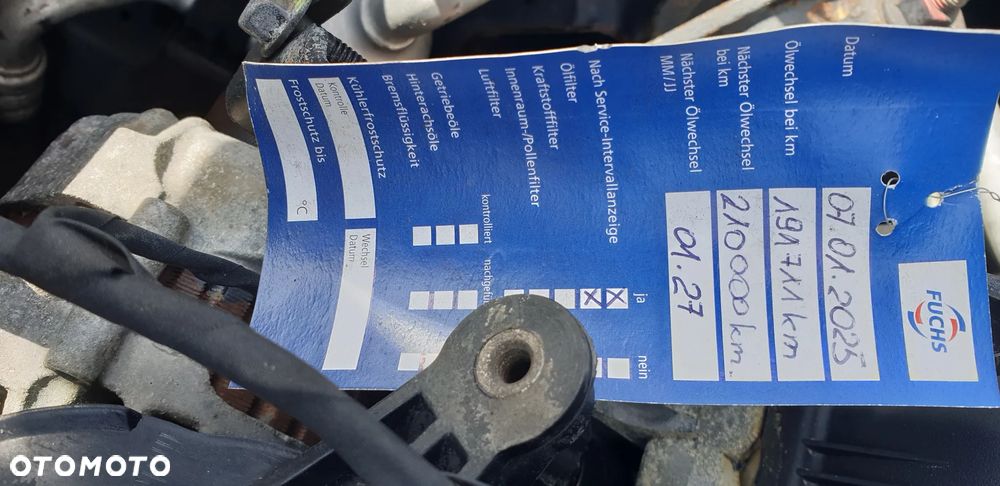 FUCHS
Datum 07.01.2025
Ölwechsel bei km 191711 km
Nächster Ölwechsel
bei km 210000 km.
Nächster Ölwechsel
MM/JJ 01.27
ja nein
Nach Service-Intervallanzeige
Ölfilter
Kraftstofffilter
Innenraum-/Pollenfilter
Luftfilter
kontrolliert
Getriebeöle
Hinterachsöle
Bremsflüssigkeit
Kühlerfrostschutz
Kontrolle
Datum
Wechsel
Datum
Frostschutz bis °C
OTOMOTO